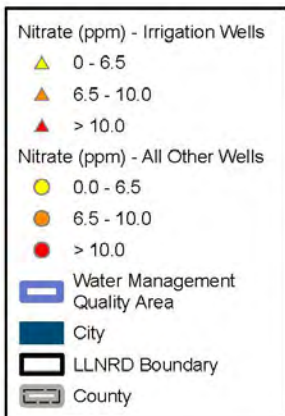 Nitrate (ppm) - Irrigation Wells
0 - 6.5
6.5 - 10.0
> 10.0
Nitrate (ppm) - All Other Wells
0.0 - 6.5
6.5 - 10.0
> 10.0
Water Management
Quality Area
City
LLNRD Boundary
County